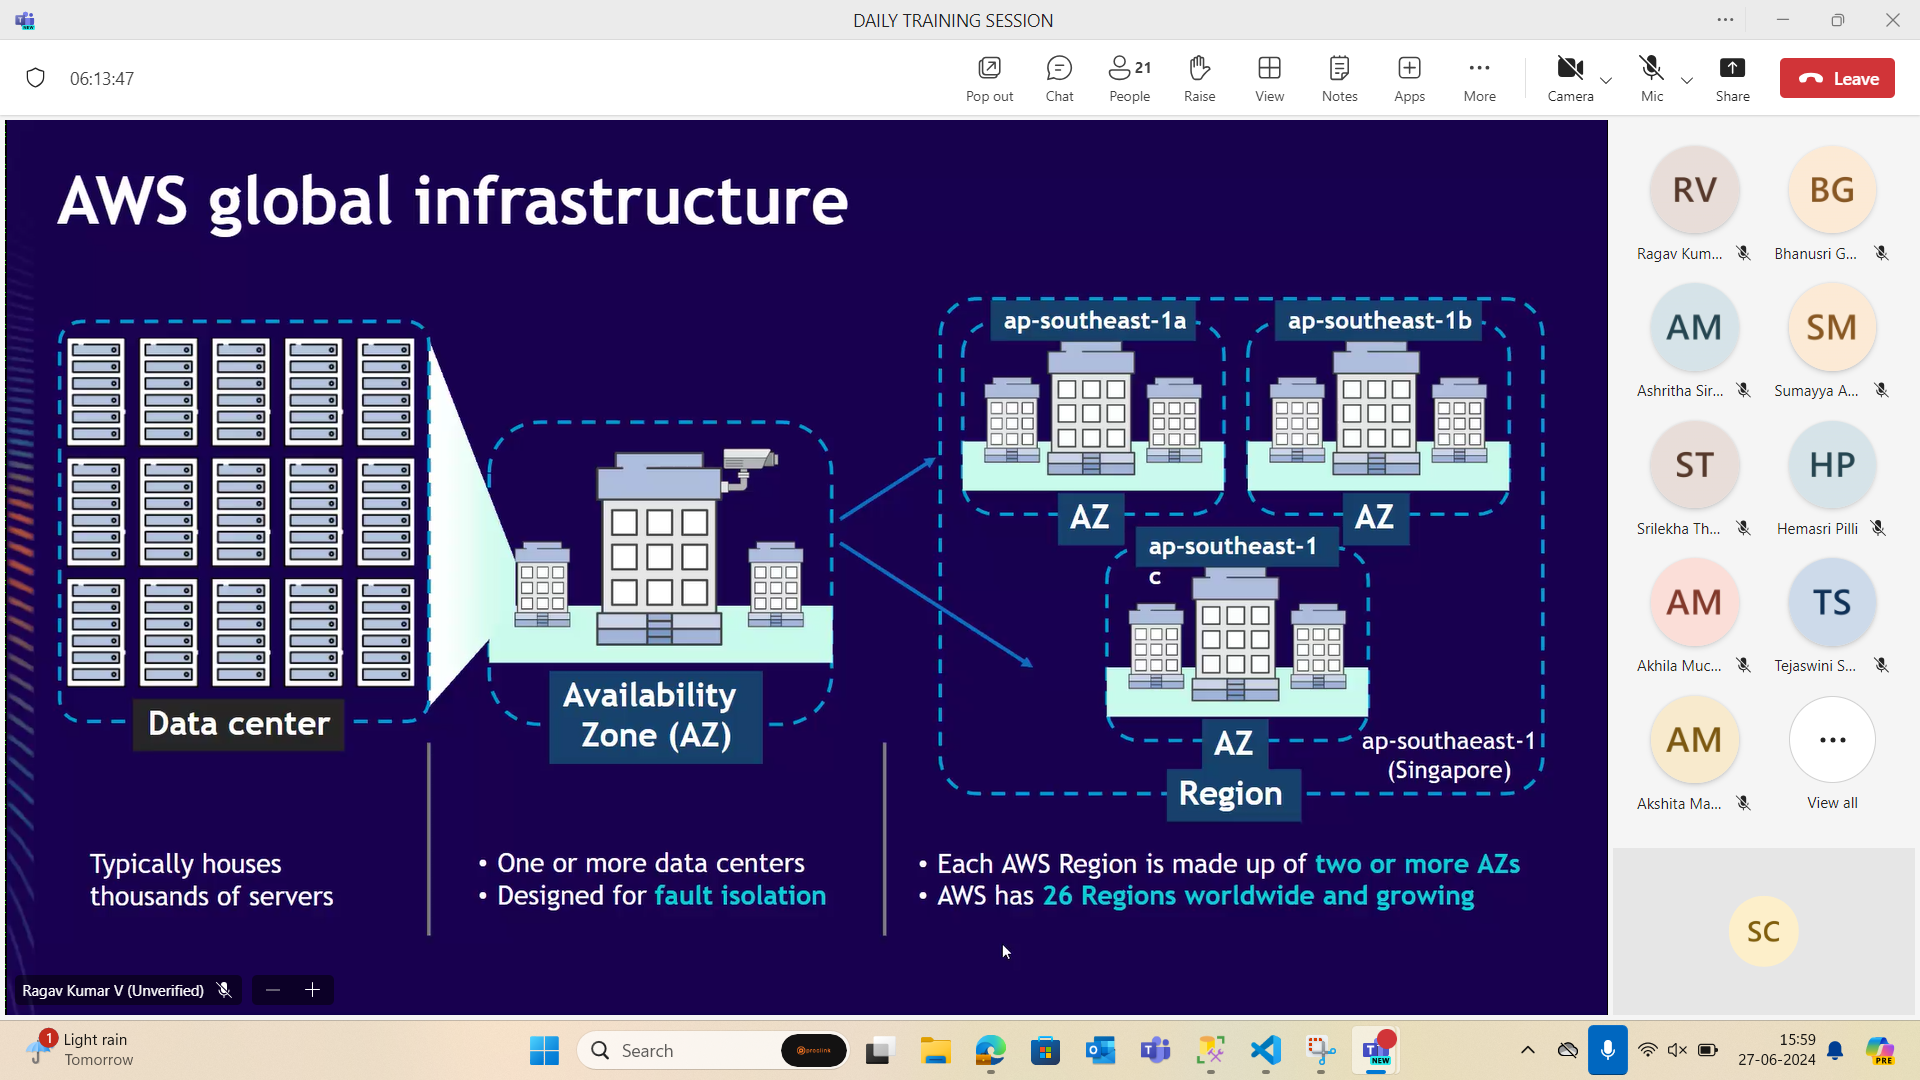 DAILY TRAINING SESSION
06:13:47
Pop out
Chat
21
People
Raise
View
Notes
Apps
More
Camera
Mic
Share
Leave
AWS global infrastructure
Data center
Availability
Zone (AZ)
ap-southeast-1a
ap-southeast-1b
AZ
AZ
ap-southeast-1
c
AZ
ap-southaeast-1
(Singapore)
Region
Typically houses
thousands of servers
• One or more data centers
• Designed for fault isolation
• Each AWS Region is made up of two or more AZs
• AWS has 26 Regions worldwide and growing
Ragav Kumar V (Unverified)
RV
Ragav Kum...
BG
Bhanusri G...
AM
Ashritha Sir...
SM
Sumayya A...
ST
Srilekha Th...
HP
Hemasri Pilli
AM
Akhila Muc...
TS
Tejaswini S...
AM
Akshita Ma...
View all
SC
1
Light rain
Tomorrow
Search
proolink
NEW
15:59
27-06-2024
PRE